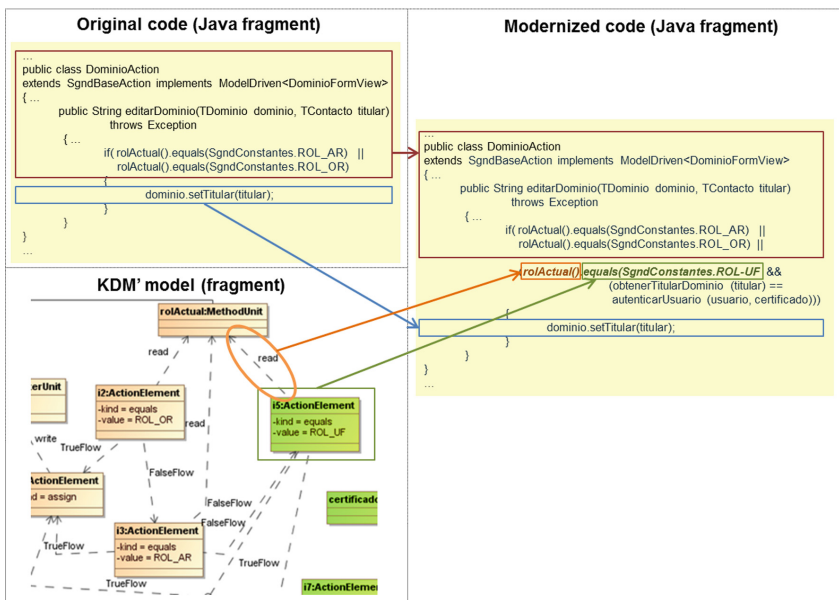 Original code (Java fragment)
...
public class DominioAction
extends SgndBaseAction implements ModelDriven<DominioFormView>
{ ...
public String editarDominio(TDominio dominio, TContacto titular)
throws Exception
{ ...
if( rolActual().equals(SgndConstantes.ROL_AR) ||
rolActual().equals(SgndConstantes.ROL_OR)
{
dominio.setTitular(titular);
}
}
}
...
KDM' model (fragment)
rolActual:MethodUnit
read
read
terUnit
i2:ActionElement
-kind = equals
-value = ROL_OR
read
i5:ActionElement
-kind = equals
-value = ROL_UF
write
TrueFlow
ActionElement
nd = assign
FalseFlow
FalseFlow
FalseFlow
certificado
i3:ActionElement
-kind = equals
-value = ROL_AR
TrueFlow
TrueFlow
TrueFlow
i7:ActionElemen
Modernized code (Java fragment)
...
public class DominioAction
extends SgndBaseAction implements ModelDriven<DominioFormView>
{ ...
public String editarDominio(TDominio dominio, TContacto titular)
throws Exception
{ ...
if( rolActual().equals(SgndConstantes.ROL_AR) ||
rolActual().equals(SgndConstantes.ROL_OR) ||
rolActual().equals(SgndConstantes.ROL-UF &&
(obtenerTitularDominio (titular) ==
autenticarUsuario (usuario, certificado)))
{
dominio.setTitular(titular);
}
}
}
...